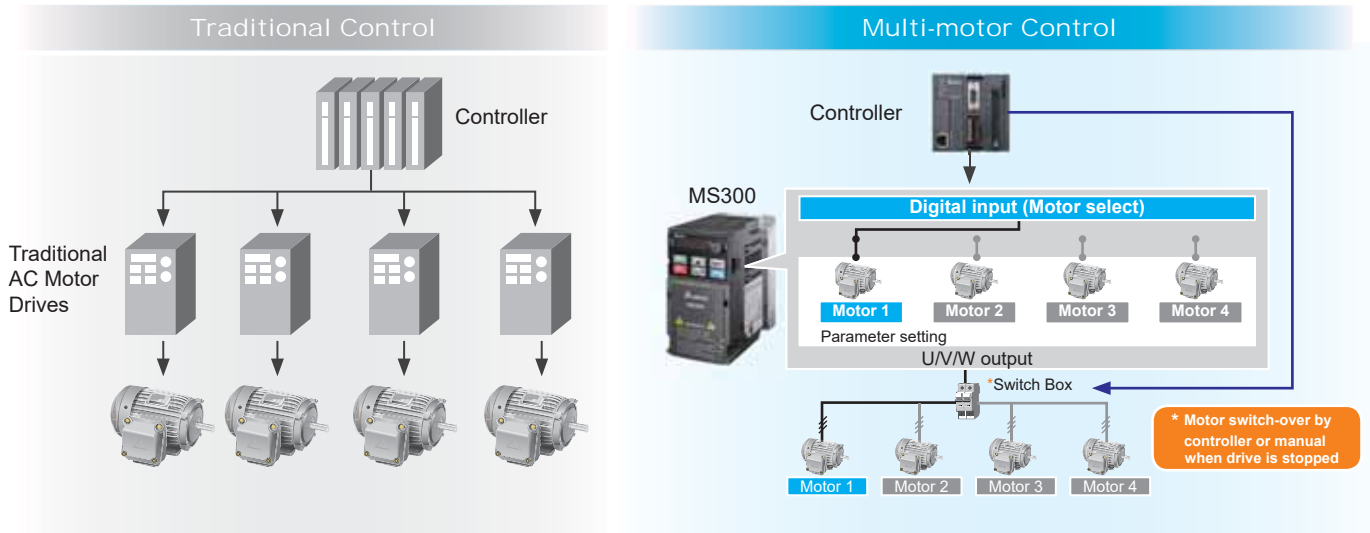 Traditional Control
Controller
Traditional
AC Motor
Drives
Multi-motor Control
Controller
MS300
Digital input (Motor select)
Motor 1
Motor 2
Motor 3
Motor 4
Parameter setting
U/V/W output
*Switch Box
* Motor switch-over by
controller or manual
when drive is stopped
Motor 1
Motor 2
Motor 3
Motor 4